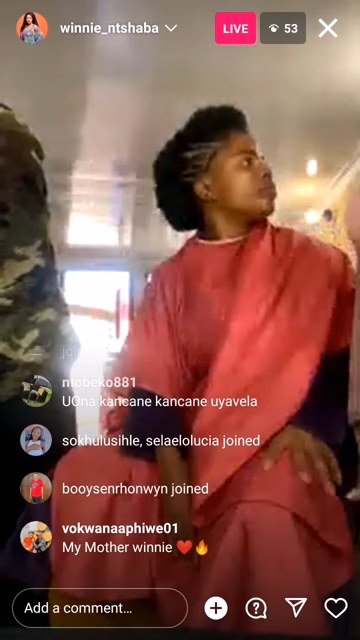 winnie_ntshaba
LIVE
53
joi
ntobeko881
UOna kancane kancane uyavela
sokhulusihle, selaelolucia joined
booysenrhonwyn joined
vokwanaaphiwe01
My Mother winnie ❤️🔥
Add a comment…